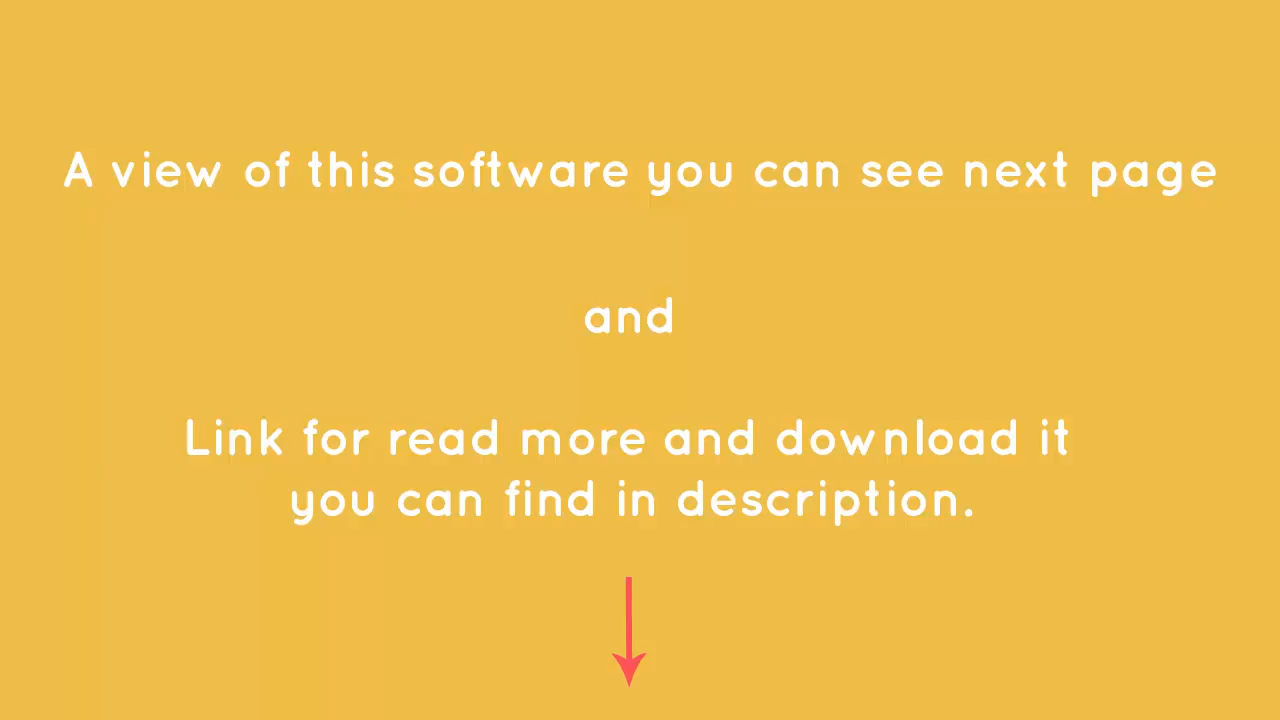 A view of this software you can see next page
and
Link for read more and download it
you can find in description.